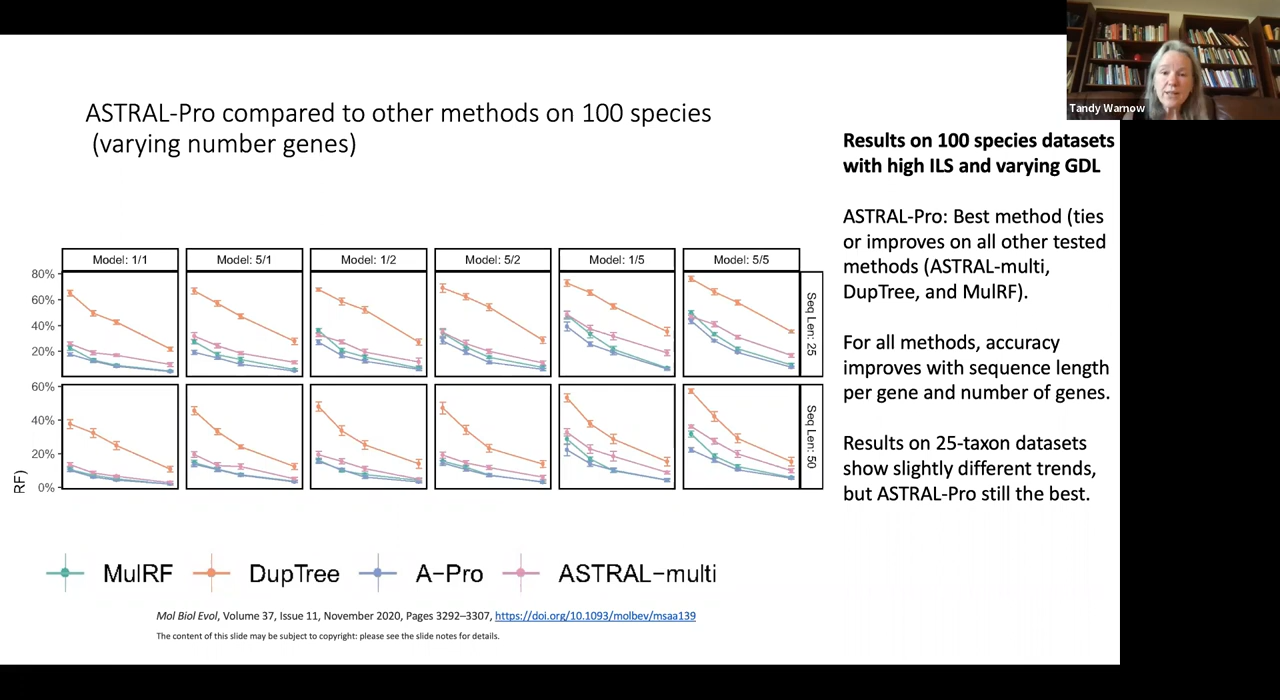 Tandy Warnow
ASTRAL-Pro compared to other methods on 100 species
(varying number genes)
Results on 100 species datasets
with high ILS and varying GDL
ASTRAL-Pro: Best method (ties
or improves on all other tested
methods (ASTRAL-multi,
DupTree, and MulRF).
For all methods, accuracy
improves with sequence length
per gene and number of genes.
Results on 25-taxon datasets
show slightly different trends,
but ASTRAL-Pro still the best.
Model: 1/1
Model: 5/1
Model: 1/2
Model: 5/2
Model: 1/5
Model: 5/5
80%
60%
40%
20%
Seq Len: 25
60%
40%
20%
0%
Seq Len: 50
RF)
MulRF
DupTree
A-Pro
ASTRAL-multi
Mol Biol Evol, Volume 37, Issue 11, November 2020, Pages 3292–3307, https://doi.org/10.1093/molbev/msaa139
The content of this slide may be subject to copyright: please see the slide notes for details.